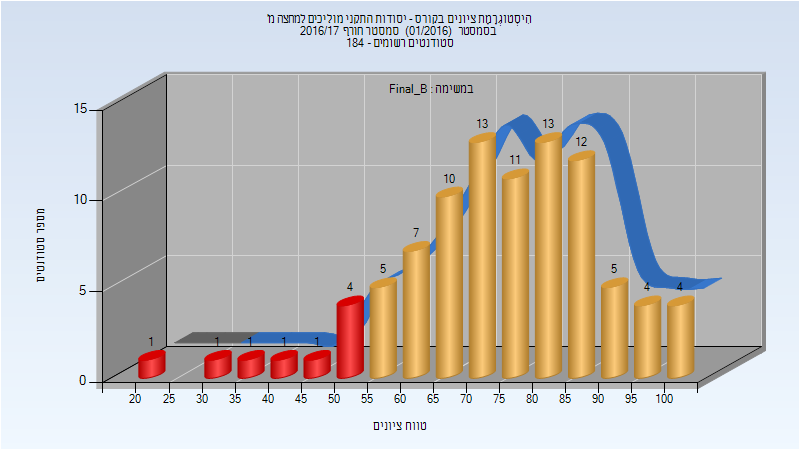 היסטוגרמת ציונים בקורס - יסודות התקני מוליכים למחצה מ'
בסמסטר (01/2016) סמסטר חורף 2016/17
סטודנטים רשומים - 184
במשימה : Final_B
מספר סטודנטים
15
10
5
0
1
1
1
1
1
4
5
7
10
13
11
13
12
5
4
4
20 25 30 35 40 45 50 55 60 65 70 75 80 85 90 95 100
טווח ציונים